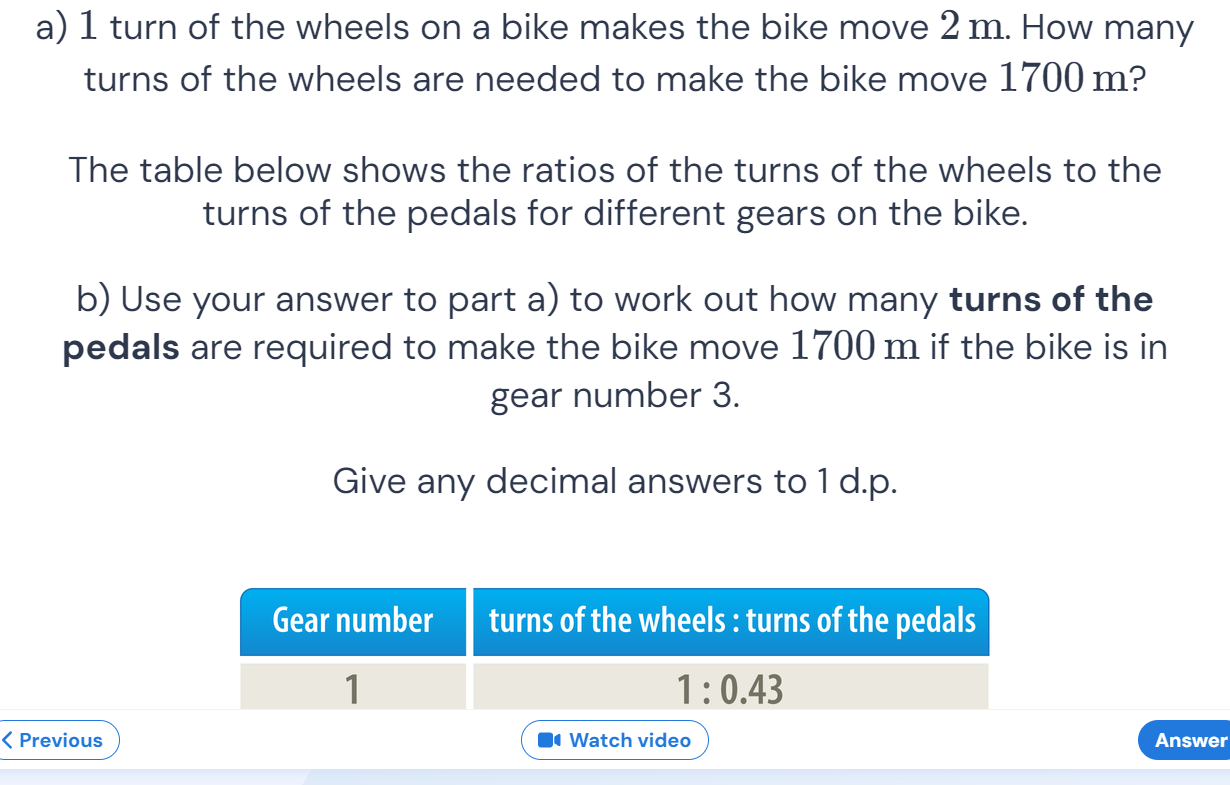 a) 1 turn of the wheels on a bike makes the bike move 2 m. How many
turns of the wheels are needed to make the bike move 1700 m?
The table below shows the ratios of the turns of the wheels to the
turns of the pedals for different gears on the bike.
b) Use your answer to part a) to work out how many turns of the
pedals are required to make the bike move 1700 m if the bike is in
gear number 3.
Give any decimal answers to 1 d.p.
Gear number turns of the wheels : turns of the pedals
1 1 : 0.43
< Previous Watch video Answer